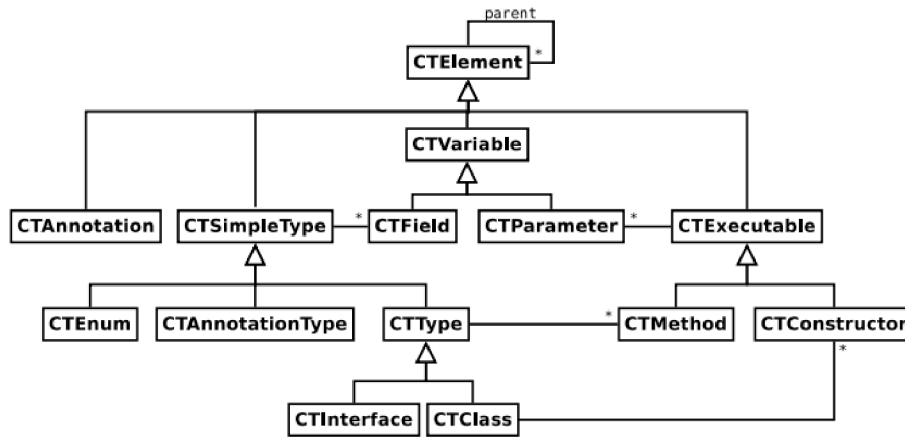 parent
CTElement
*
CTVariable
CTAnnotation
CTSimpleType
*
CTField
CTParameter
*
CTExecutable
CTEnum
CTAnnotationType
CTType
*
CTMethod
CTConstructor
*
CTInterface
CTClass